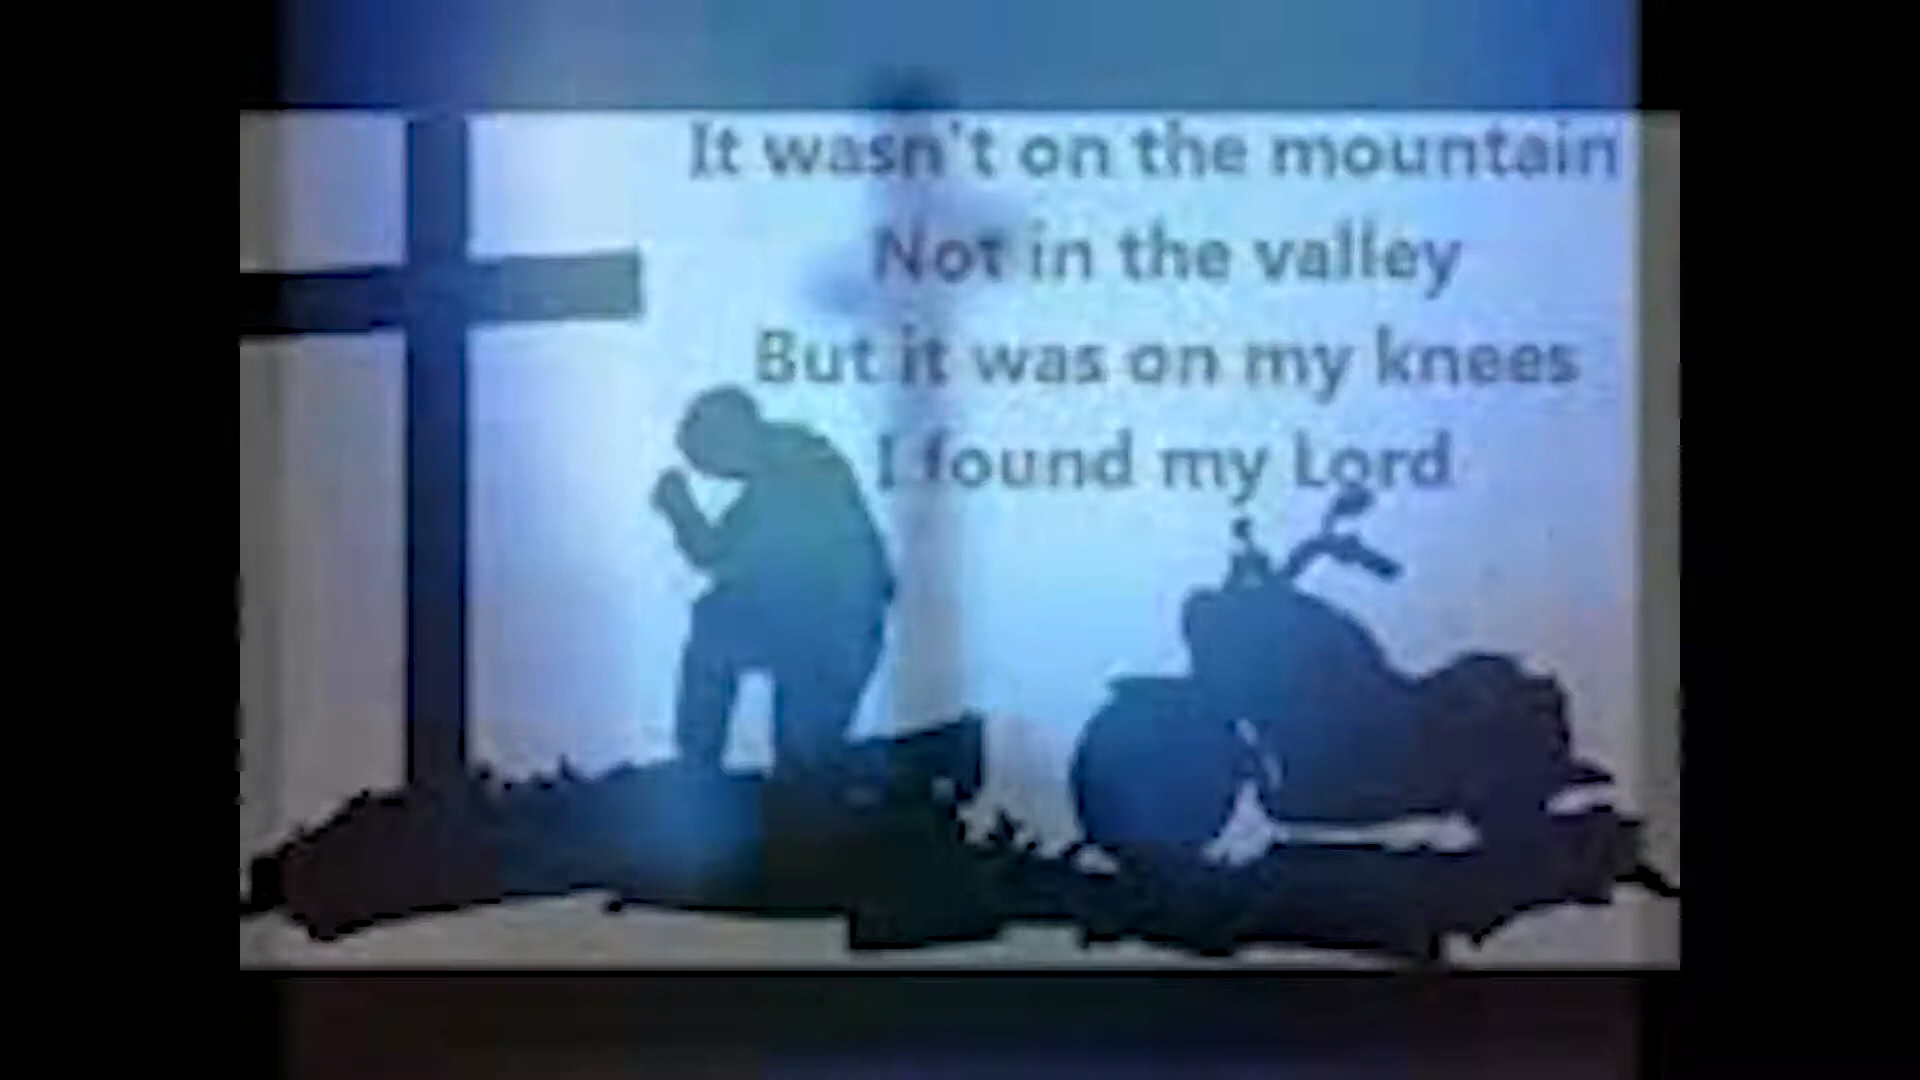 It wasn't on the mountain
Not in the valley
But it was on my knees
I found my Lord